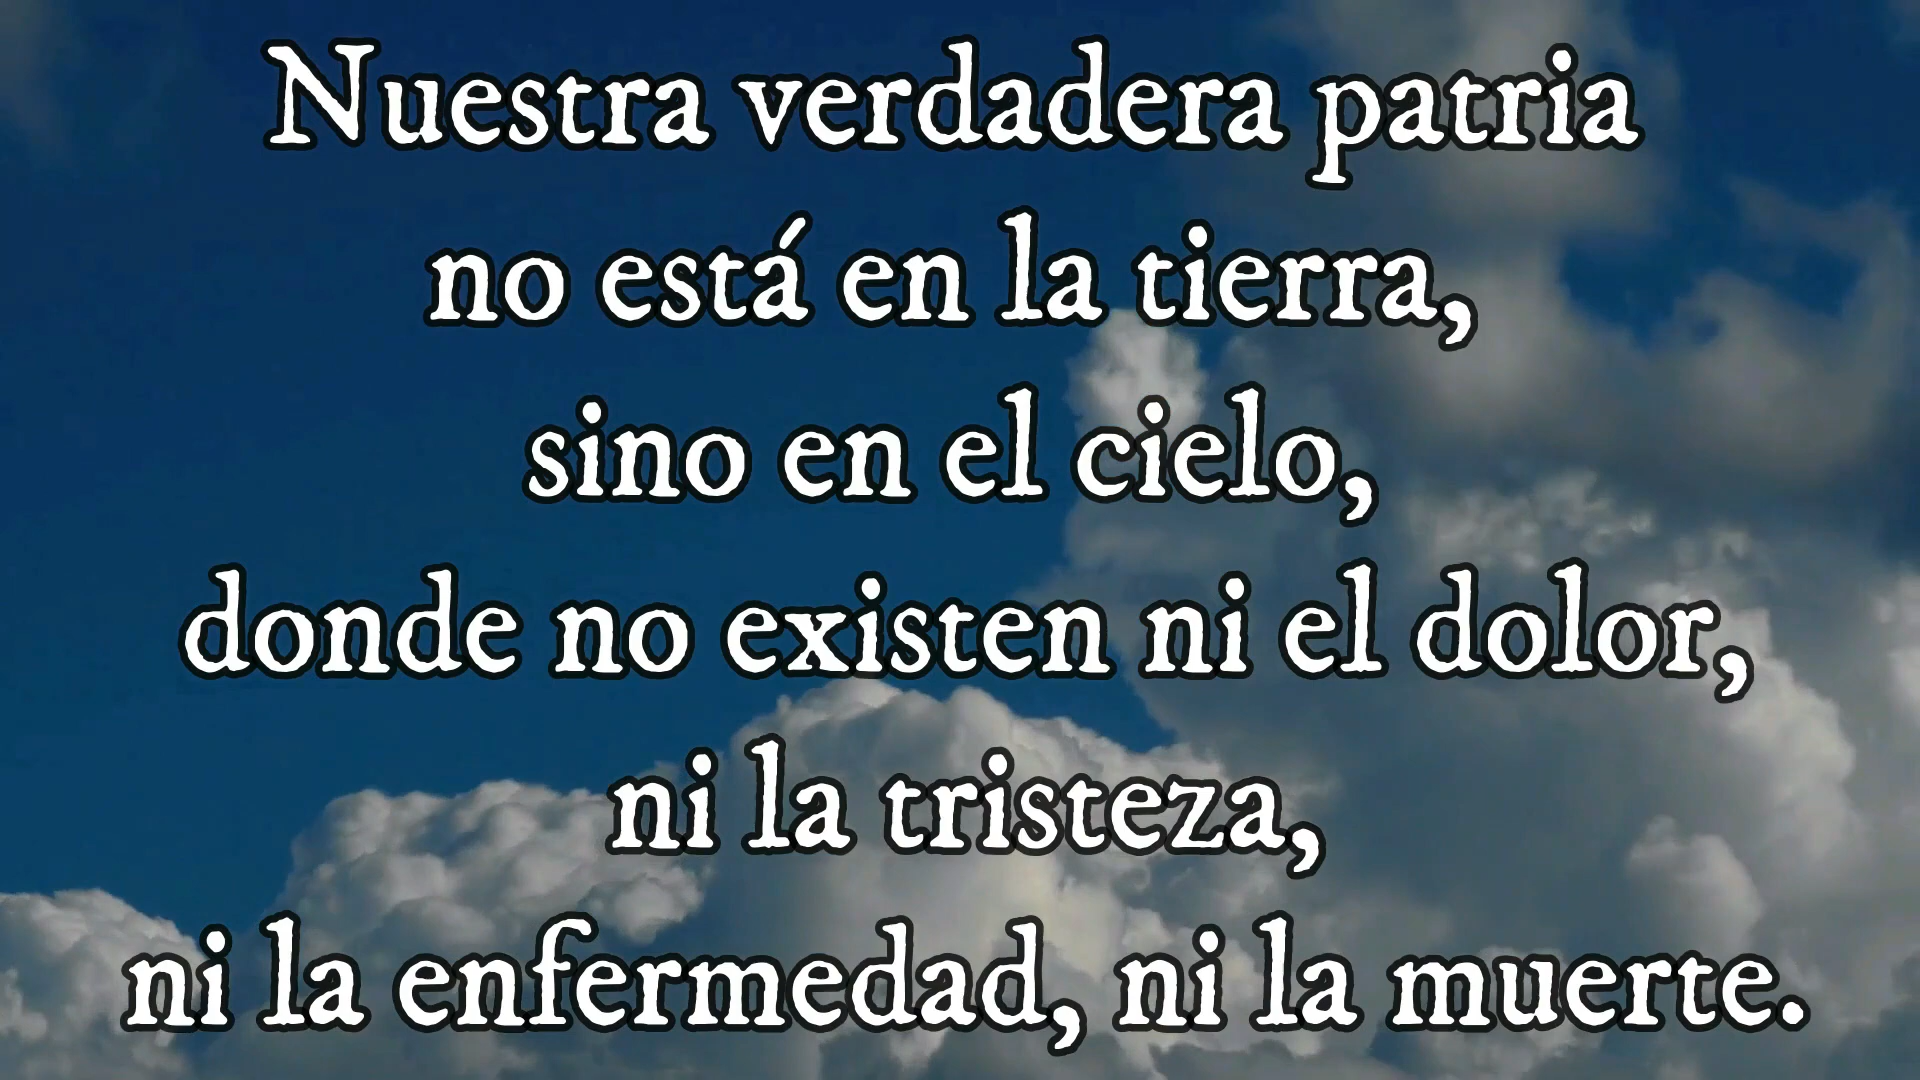 Nuestra verdadera patria
no está en la tierra,
sino en el cielo,
donde no existen ni el dolor,
ni la tristeza,
ni la enfermedad, ni la muerte.